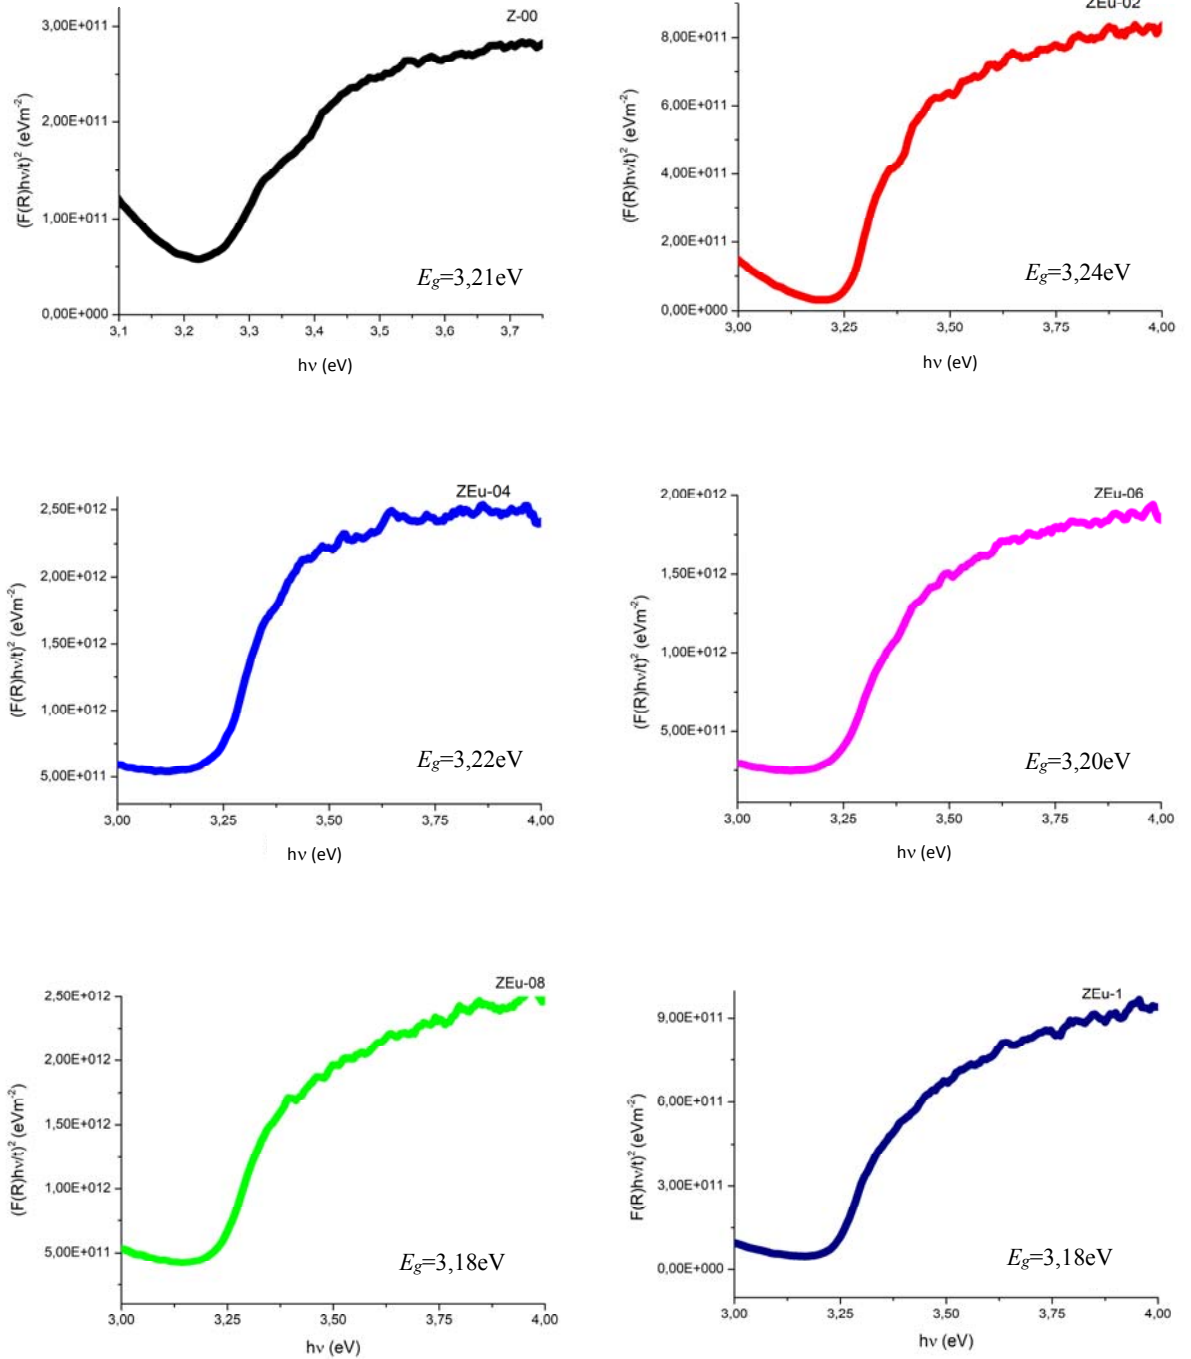 Z-00
3,00E+011
2,00E+011
1,00E+011
0,00E+000
(F(R)hν/t)² (eVm⁻²)
3,1 3,2 3,3 3,4 3,5 3,6 3,7
hν (eV)
Eg=3,21eV
ZEu-02
8,00E+011
6,00E+011
4,00E+011
2,00E+011
0,00E+000
(F(R)hν/t)² (eVm⁻²)
3,00 3,25 3,50 3,75 4,00
hν (eV)
Eg=3,24eV
ZEu-04
2,50E+012
2,00E+012
1,50E+012
1,00E+012
5,00E+011
(F(R)hν/t)² (eVm⁻²)
3,00 3,25 3,50 3,75 4,00
hν (eV)
Eg=3,22eV
ZEu-06
2,00E+012
1,50E+012
1,00E+012
5,00E+011
(F(R)hν/t)² (eVm⁻²)
3,00 3,25 3,50 3,75 4,00
hν (eV)
Eg=3,20eV
ZEu-08
2,50E+012
2,00E+012
1,50E+012
1,00E+012
5,00E+011
(F(R)hν/t)² (eVm⁻²)
3,00 3,25 3,50 3,75 4,00
hν (eV)
Eg=3,18eV
ZEu-1
9,00E+011
6,00E+011
3,00E+011
0,00E+000
F(R)hν/t)² (eVm⁻²)
3,00 3,25 3,50 3,75 4,00
hν (eV)
Eg=3,18eV